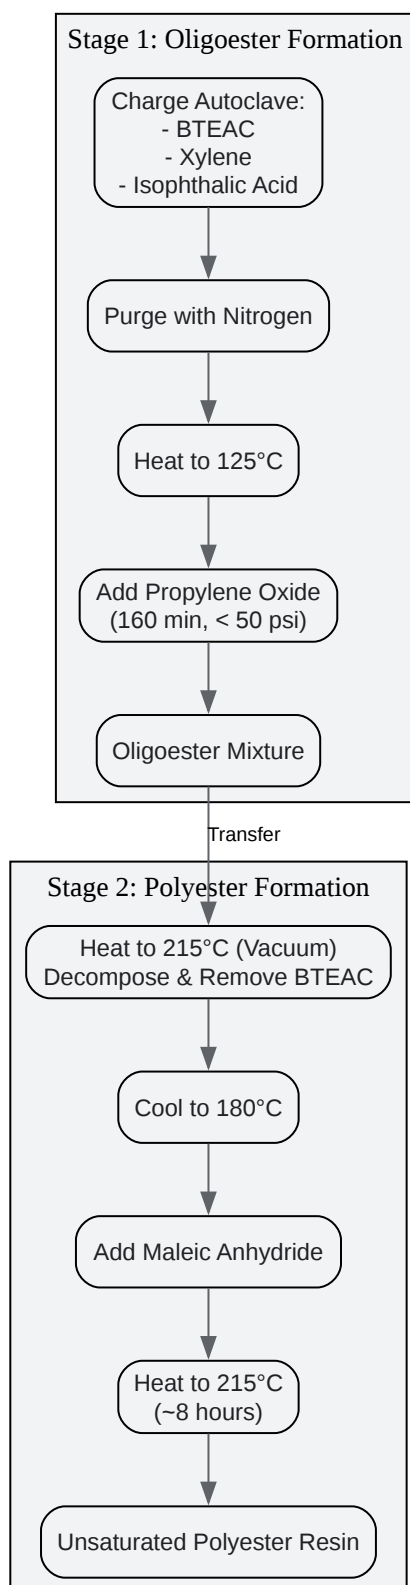 Stage 1: Oligoester Formation
Charge Autoclave:
- BTEAC
- Xylene
- Isophthalic Acid
Purge with Nitrogen
Heat to 125°C
Add Propylene Oxide
(160 min, < 50 psi)
Oligoester Mixture
Transfer
Stage 2: Polyester Formation
Heat to 215°C (Vacuum)
Decompose & Remove BTEAC
Cool to 180°C
Add Maleic Anhydride
Heat to 215°C
(~8 hours)
Unsaturated Polyester Resin